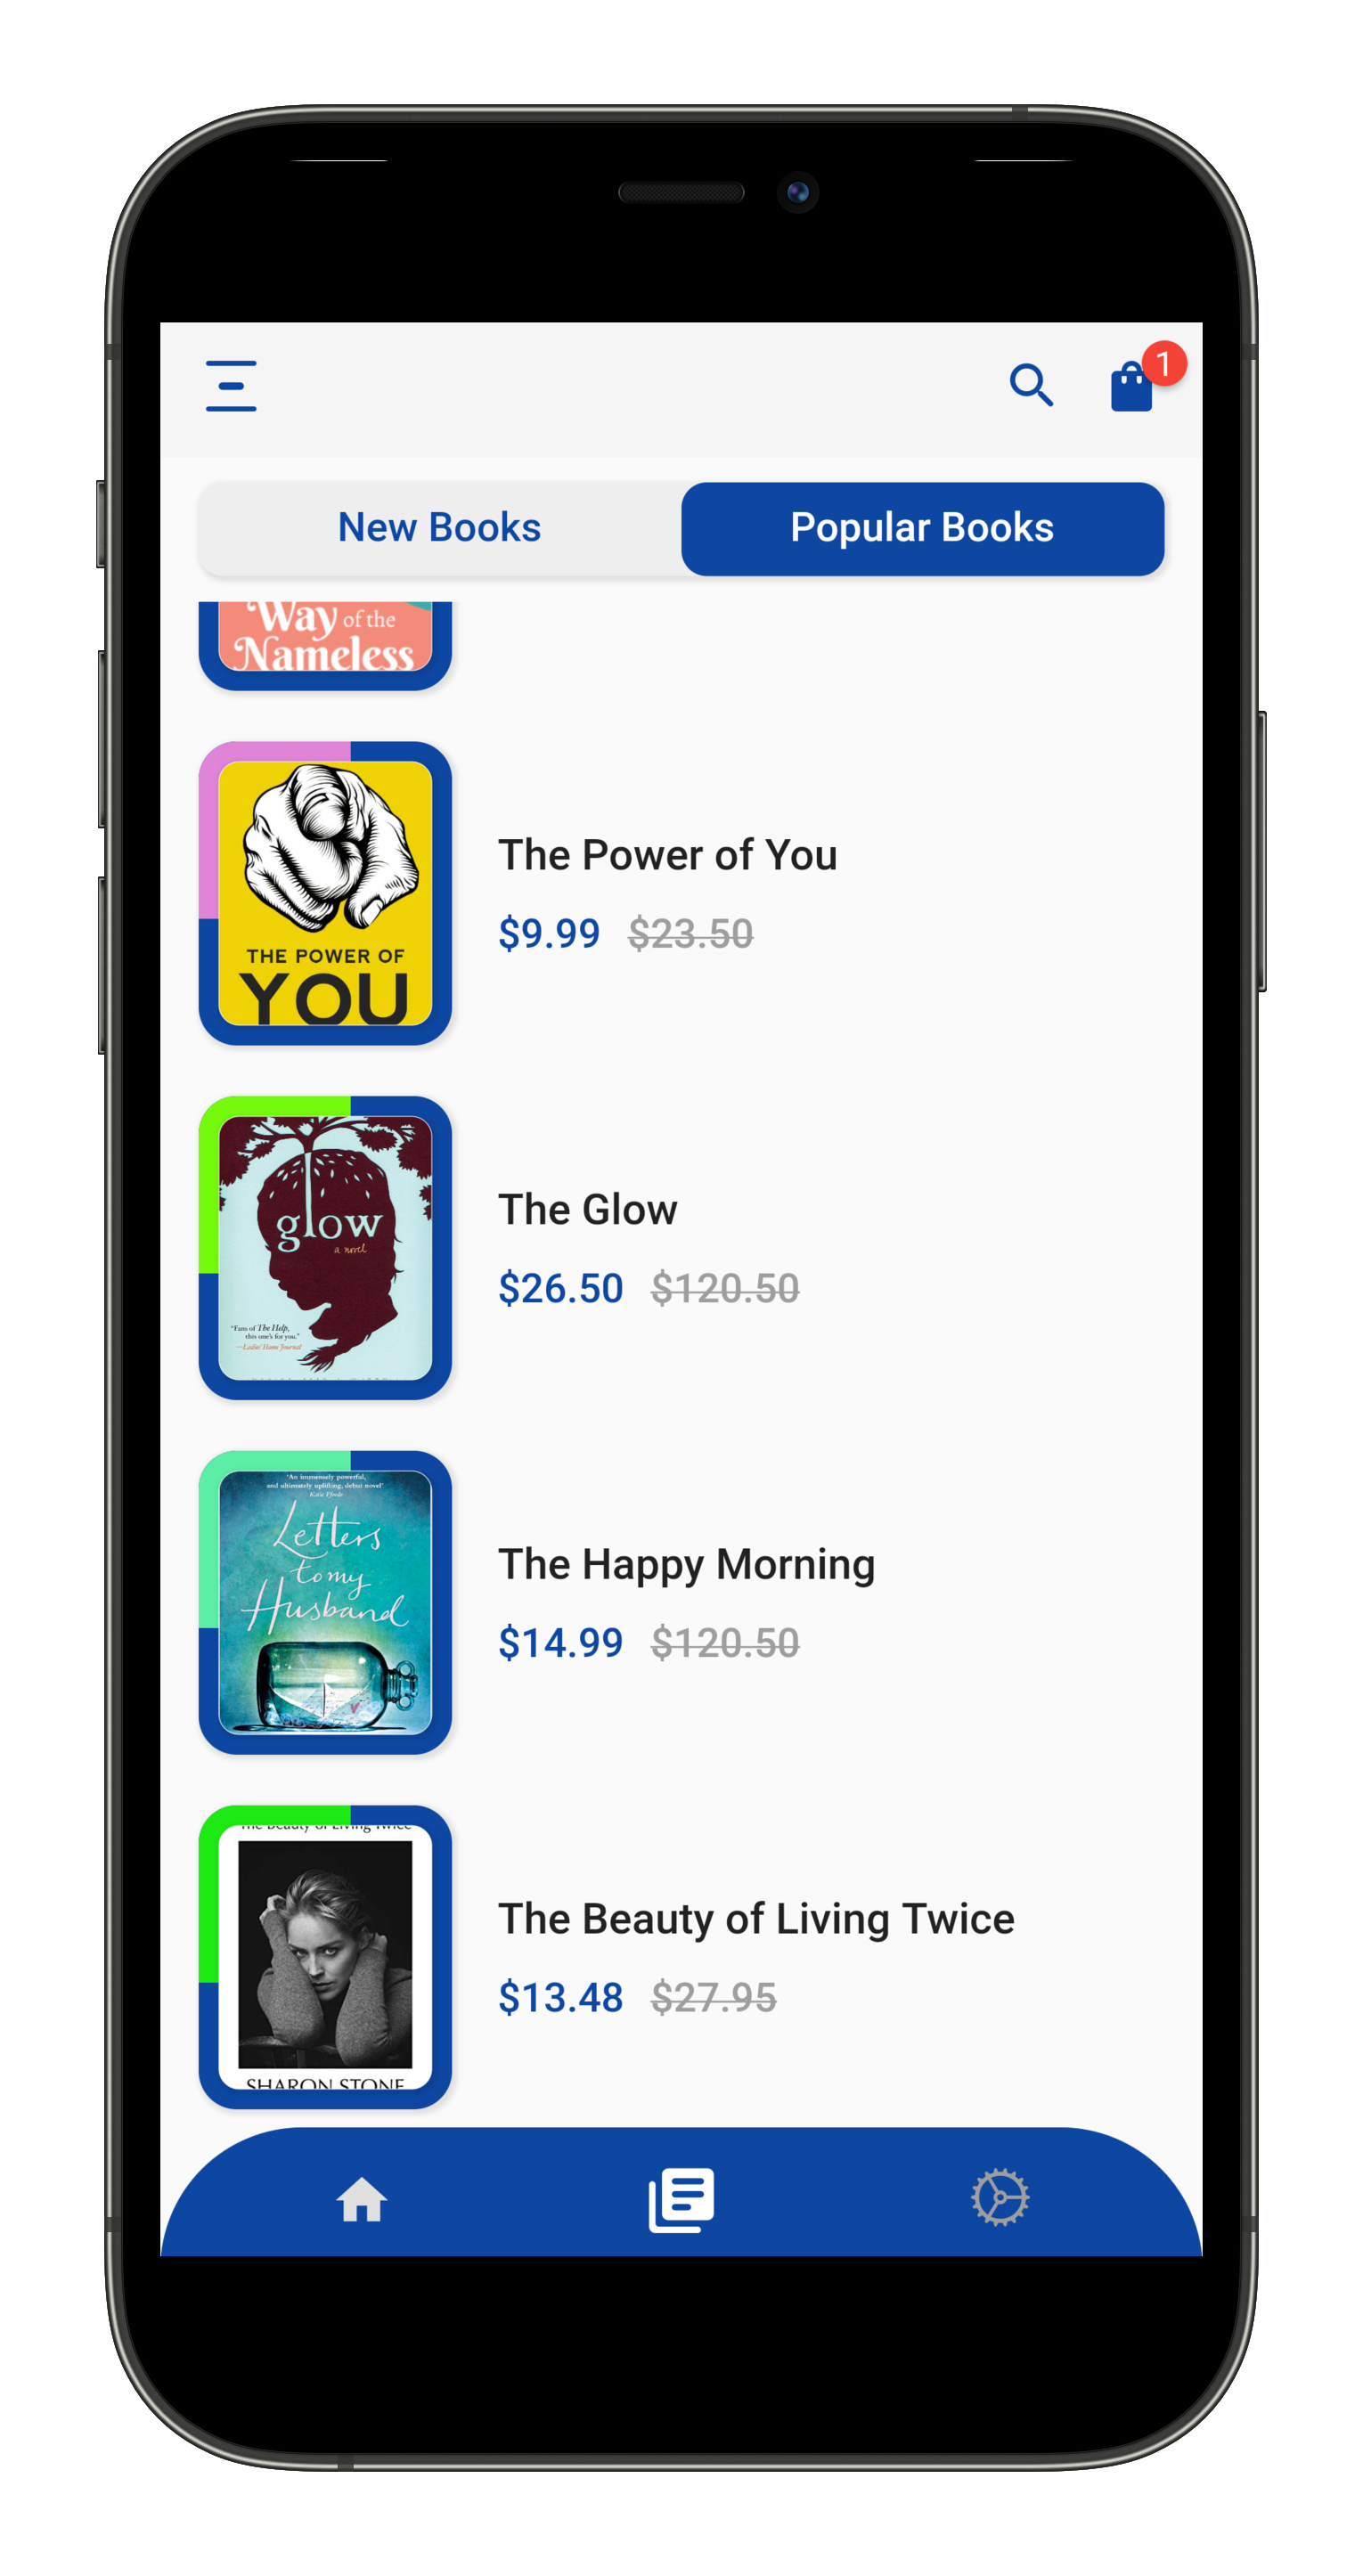 1
New Books
Popular Books
Way of the
Nameless
THE POWER OF
YOU
The Power of You
$9.99 $23.50
glow
a novel
"Fans of The Help,
this one's for you."
—Ladies' Home Journal
The Glow
$26.50 $120.50
'An immensely powerful,
and ultimately uplifting, debut novel'
Katie Fforde
Letters
to my
Husband
The Happy Morning
$14.99 $120.50
The Beauty of Living Twice
SHARON STONE
The Beauty of Living Twice
$13.48 $27.95